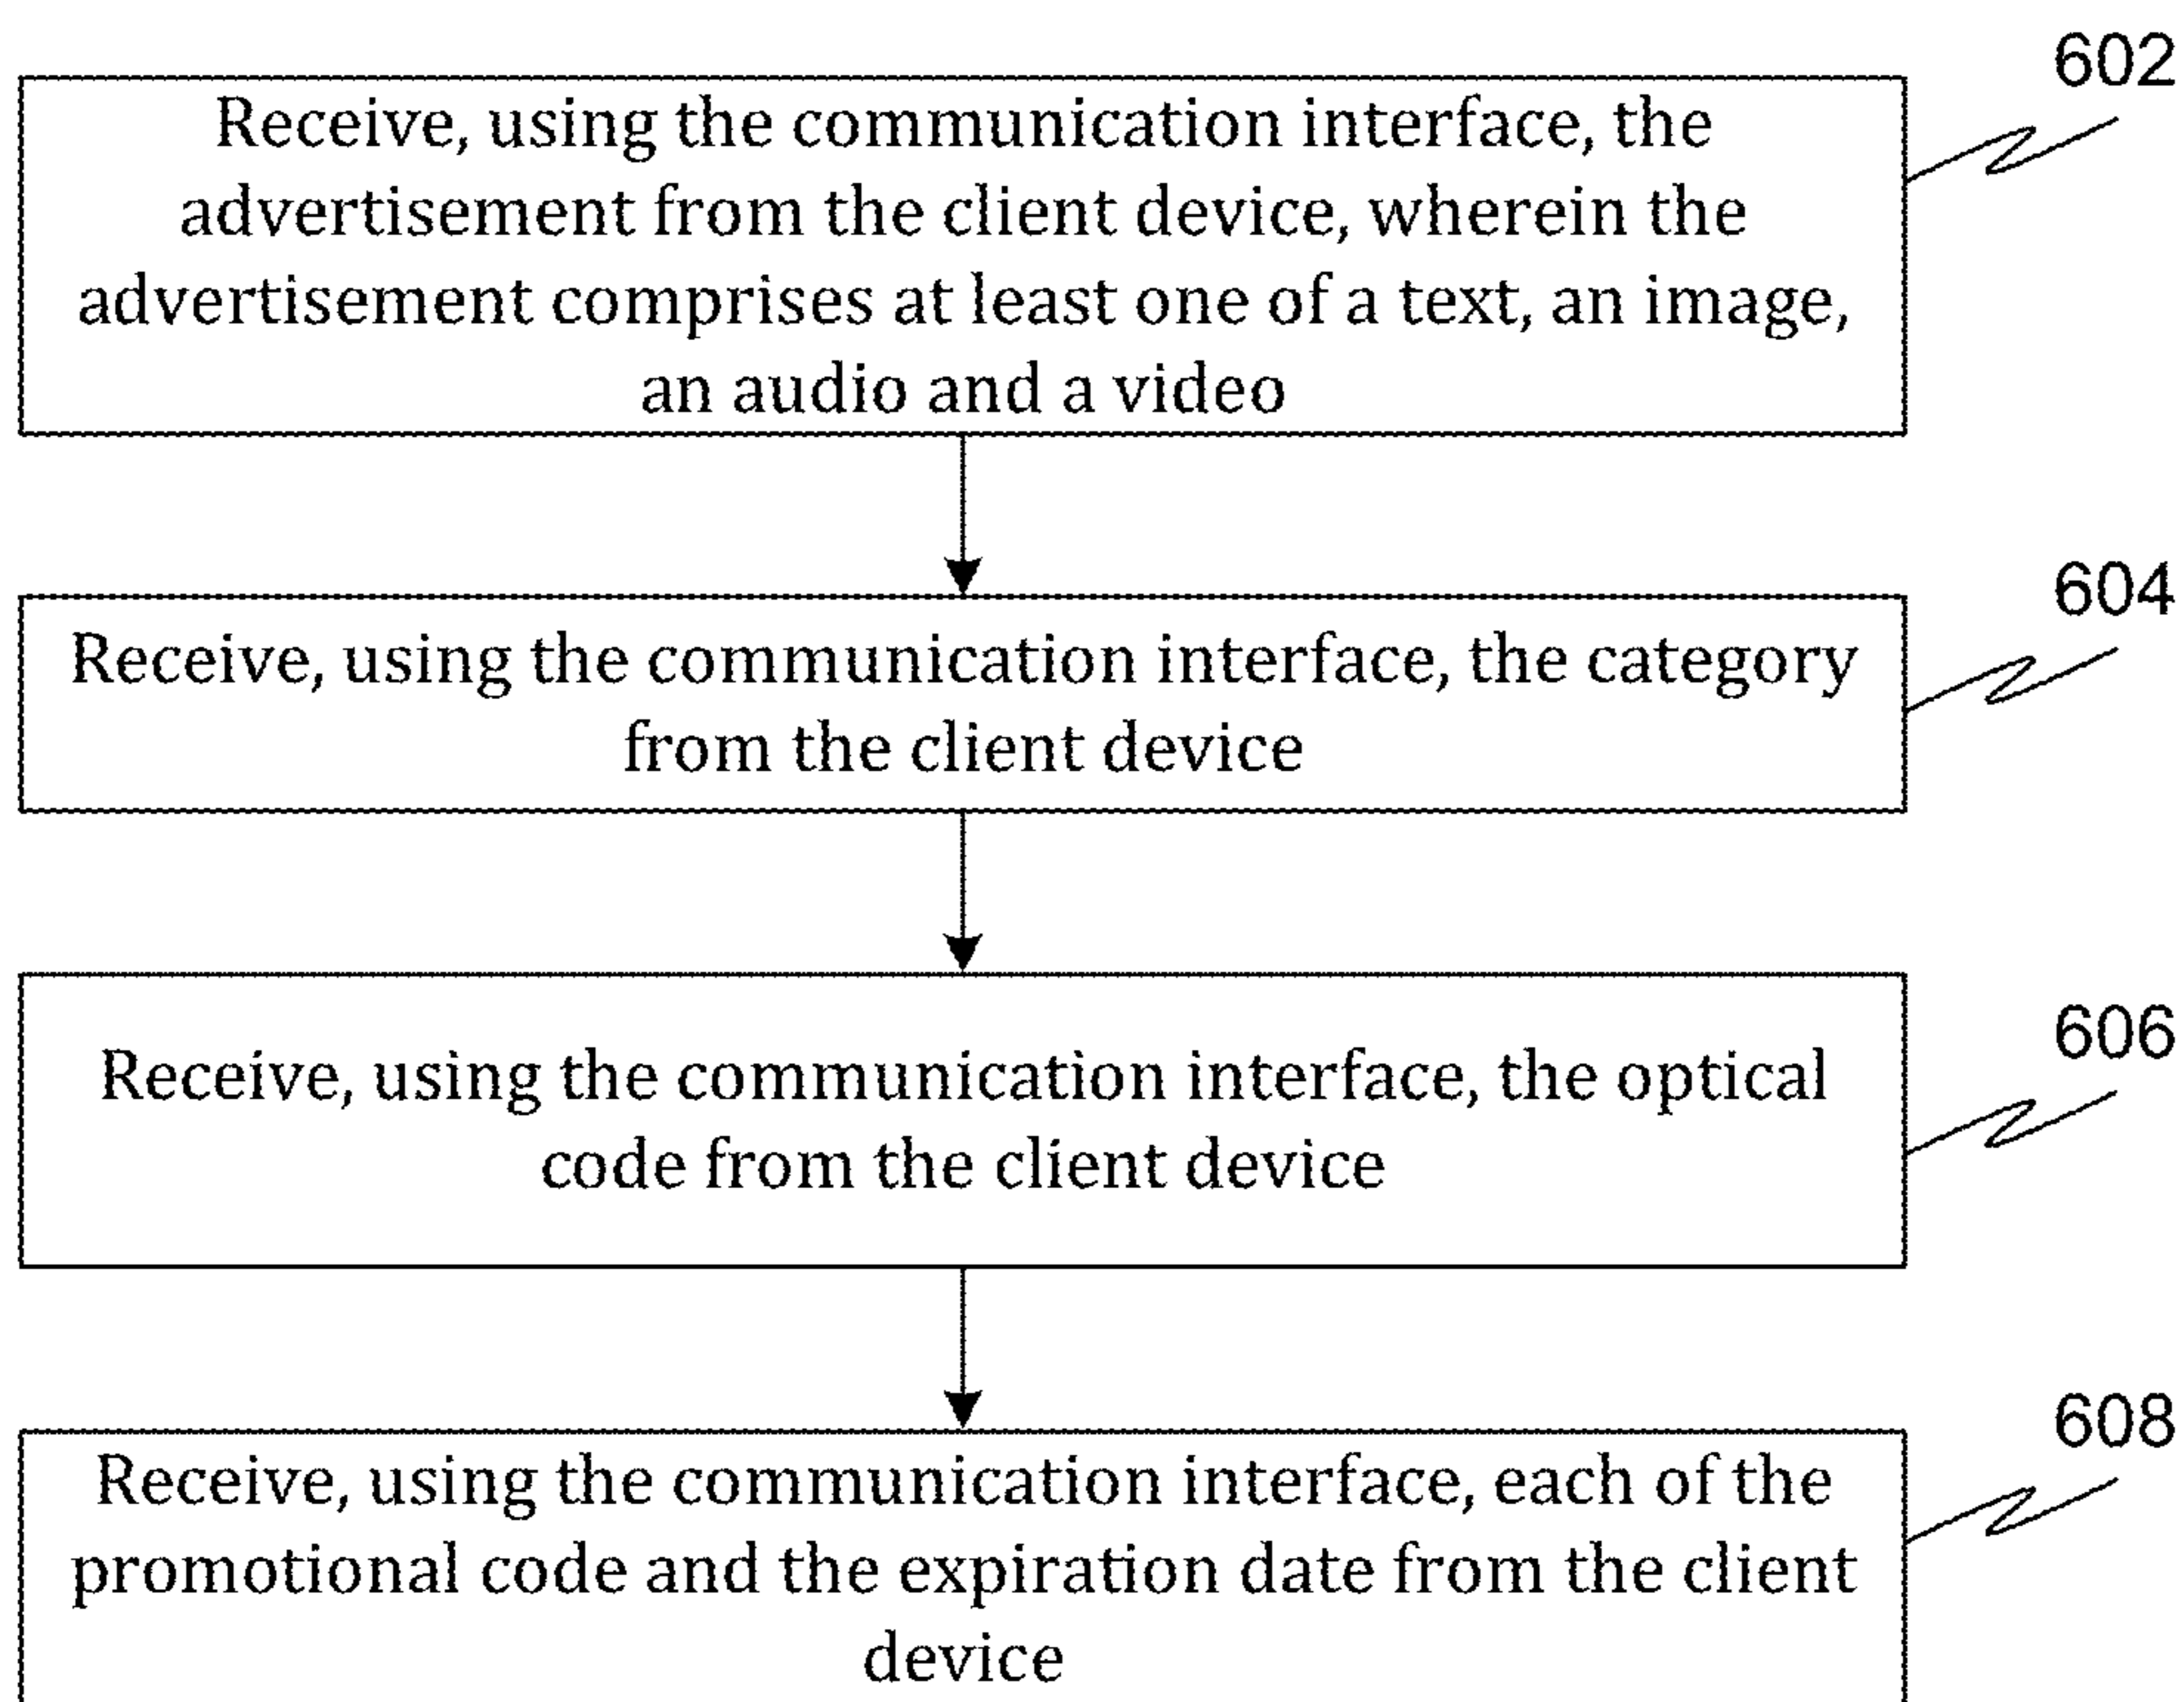 602
Receive, using the communication interface, the
advertisement from the client device, wherein the
advertisement comprises at least one of a text, an image,
an audio and a video
604
Receive, using the communication interface, the category
from the client device
606
Receive, using the communication interface, the optical
code from the client device
608
Receive, using the communication interface, each of the
promotional code and the expiration date from the client
device